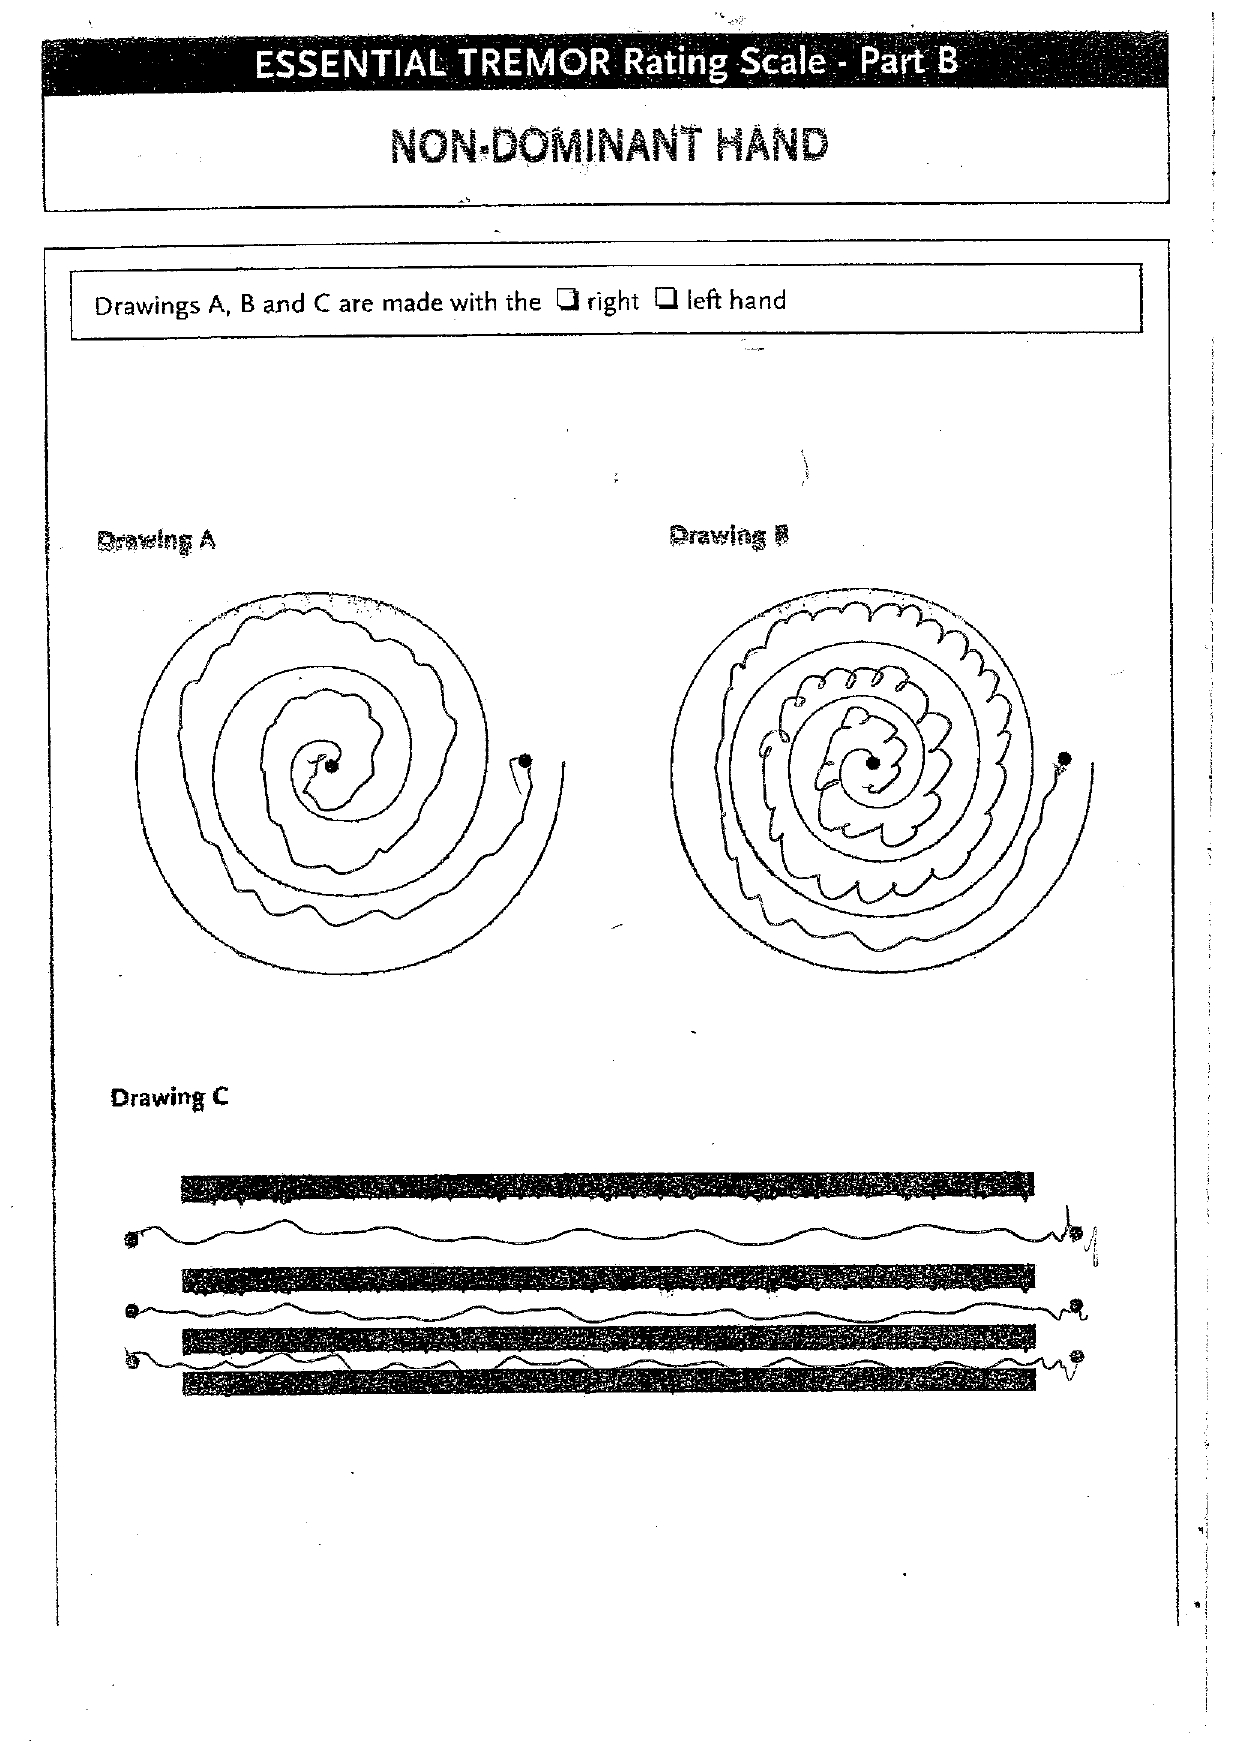 ESSENTIAL TREMOR Rating Scale - Part B
NON-DOMINANT HAND
Drawings A, B and C are made with the ❏ right ❏ left hand
Drawing A
Drawing B
Drawing C